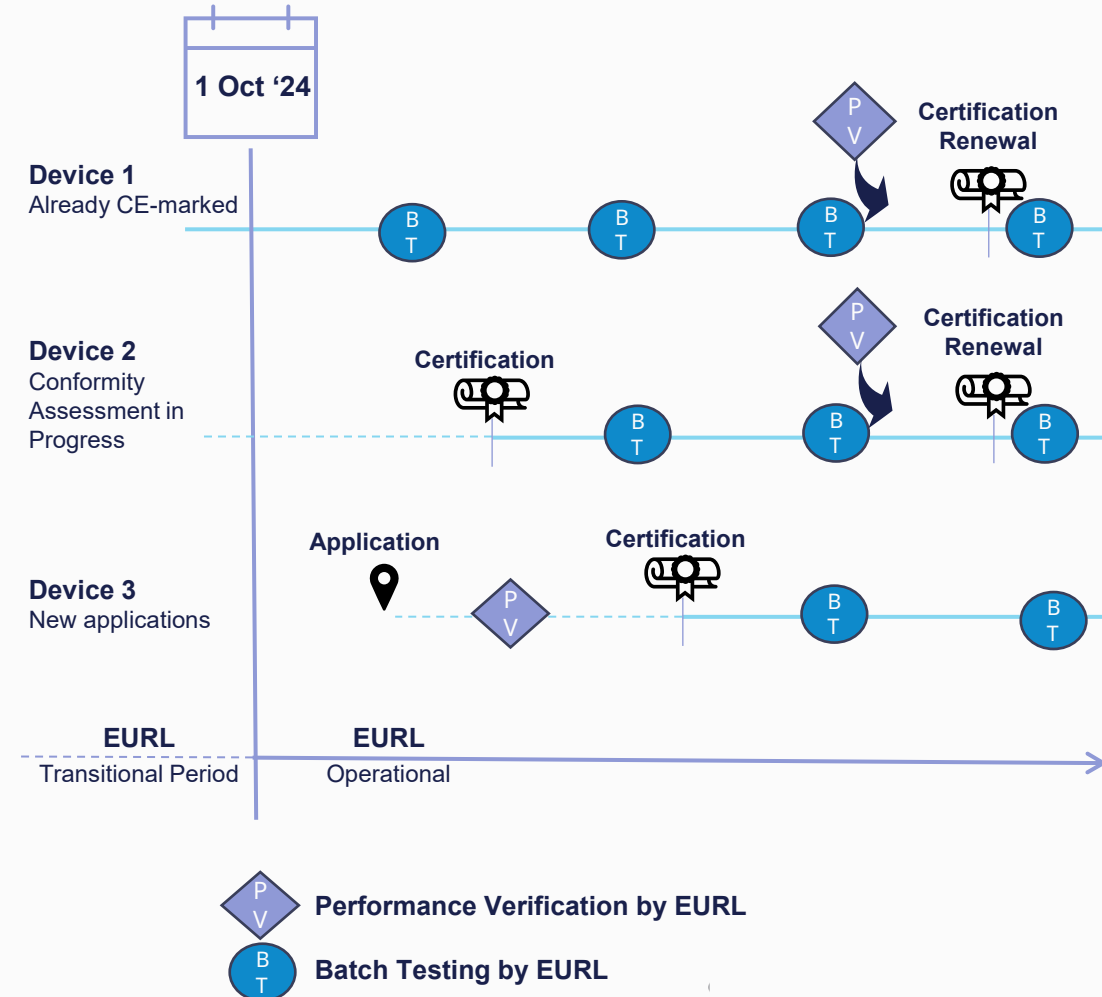 1 Oct ‘24
Device 1
Already CE-marked
B
T
B
T
P
V
B
T
Certification
Renewal
B
T
Device 2
Conformity
Assessment in
Progress
Certification
B
T
P
V
B
T
Certification
Renewal
B
T
Device 3
New applications
Application
P
V
Certification
B
T
B
T
EURL
Transitional Period
EURL
Operational
P
V
Performance Verification by EURL
B
T
Batch Testing by EURL